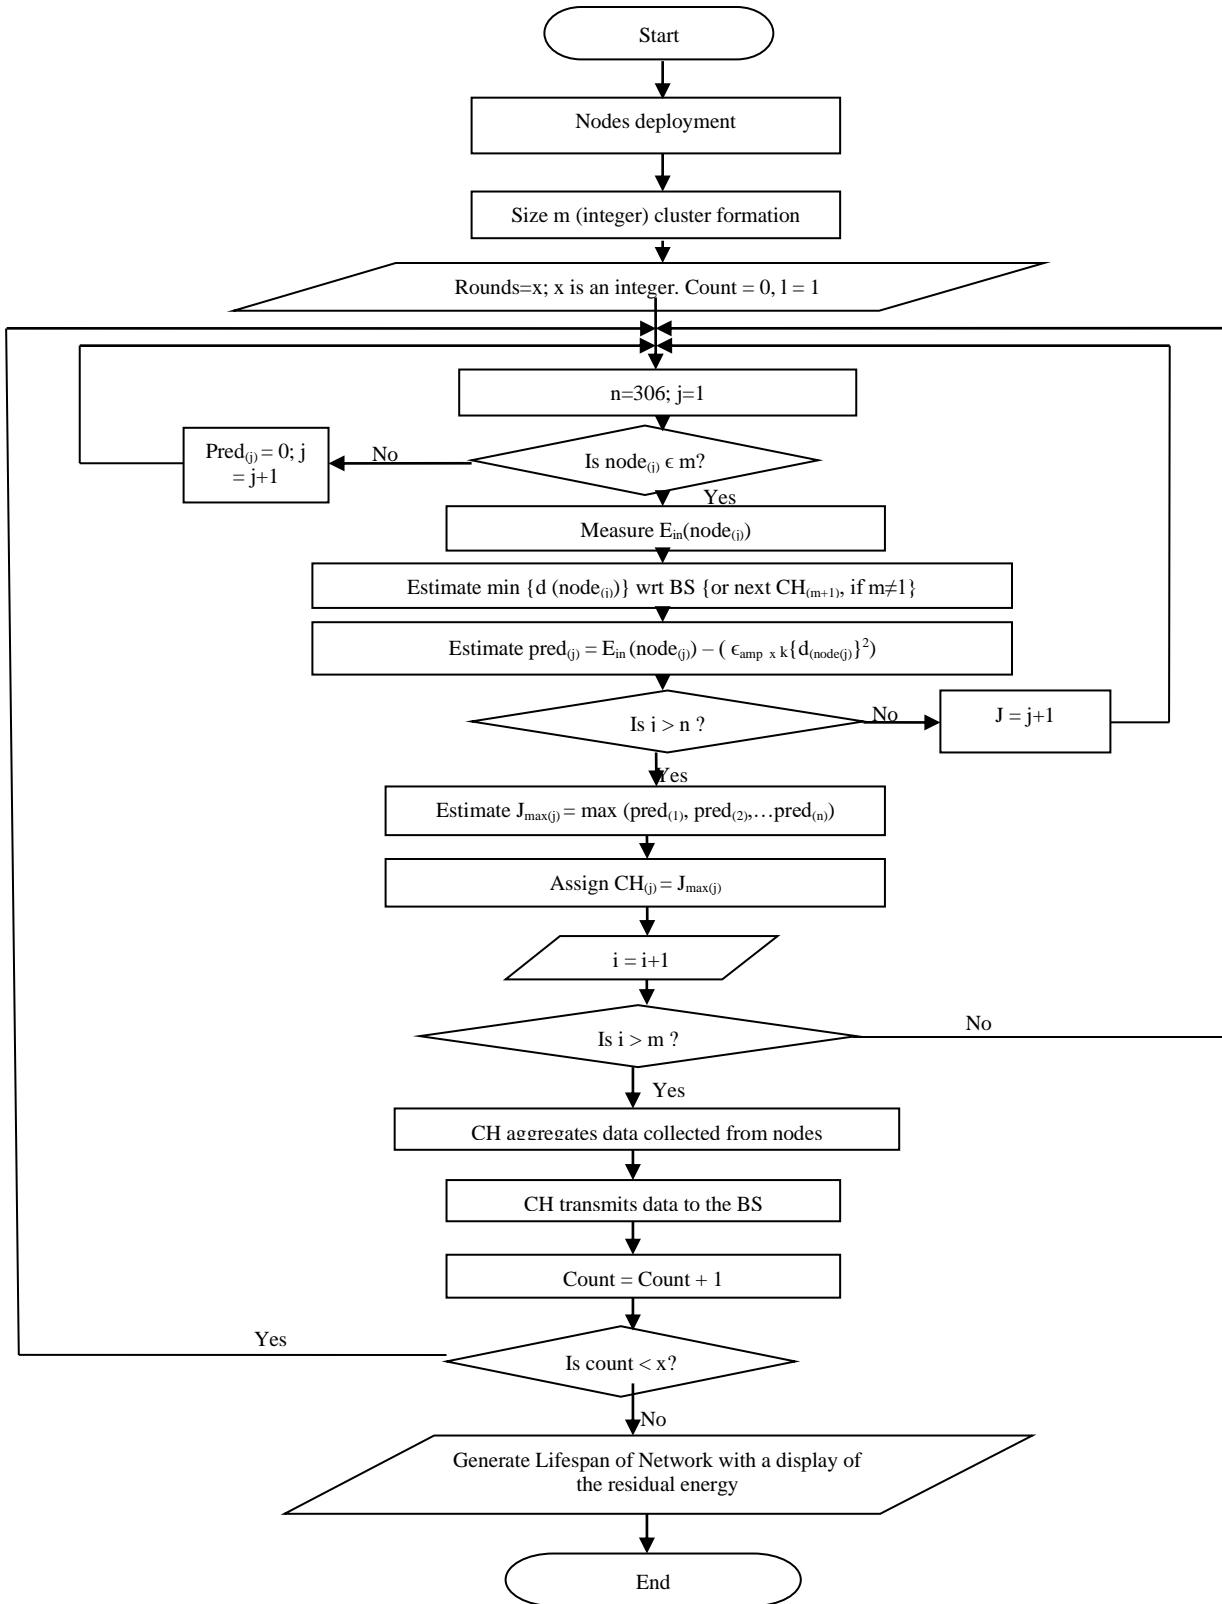 Start
Nodes deployment
Size m (integer) cluster formation
Rounds=x; x is an integer. Count = 0, l = 1
n=306; j=1
Pred(j) = 0; j
= j+1
No
Is node(j) ϵ m?
Yes
Measure Ein(node(j))
Estimate min {d (node(j))} wrt BS {or next CH(m+1), if m≠1}
Estimate pred(j) = Ein (node(j)) – ( ϵamp x k{d(node(j)}²)
Is j > n ?
No
J = j+1
Yes
Estimate Jmax(j) = max (pred(1), pred(2),…pred(n))
Assign CH(j) = Jmax(j)
i = i+1
Is i > m ?
No
Yes
CH aggregates data collected from nodes
CH transmits data to the BS
Count = Count + 1
Yes
Is count < x?
No
Generate Lifespan of Network with a display of
the residual energy
End